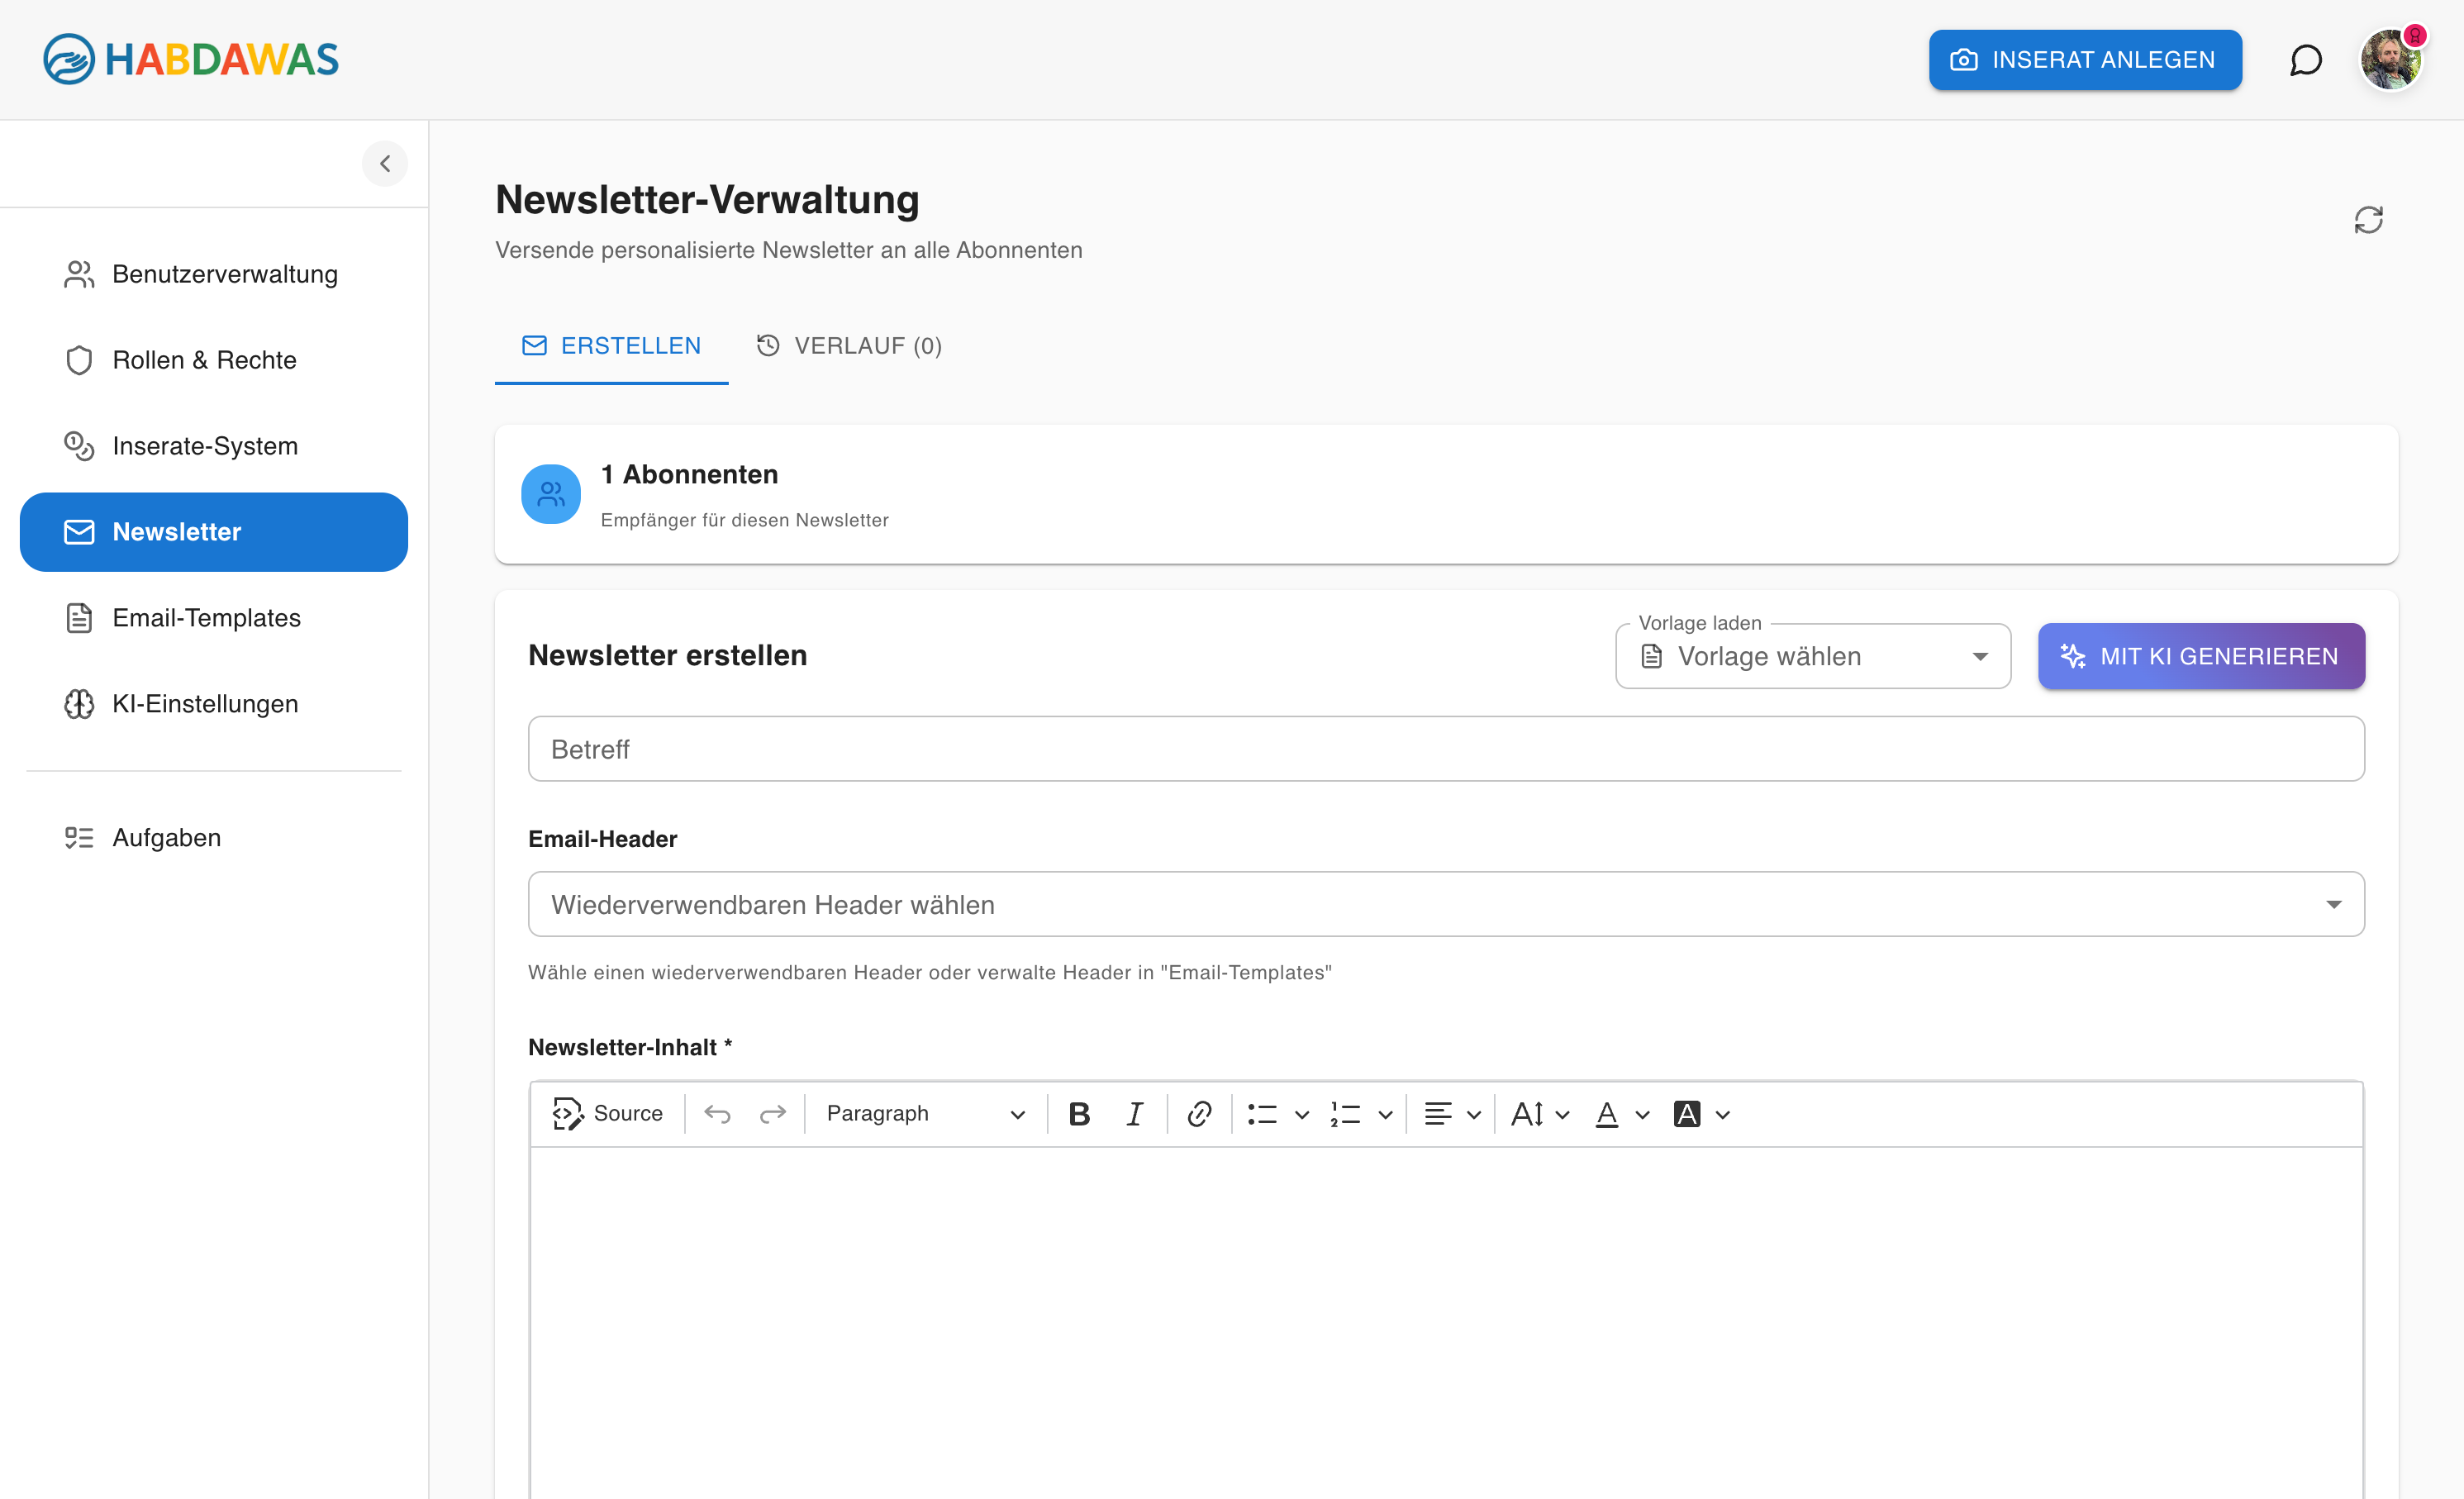 HABDAWAS
INSERAT ANLEGEN
Benutzerverwaltung
Rollen & Rechte
Inserate-System
Newsletter
Email-Templates
KI-Einstellungen
Aufgaben
Newsletter-Verwaltung
Versende personalisierte Newsletter an alle Abonnenten
ERSTELLEN
VERLAUF (0)
1 Abonnenten
Empfänger für diesen Newsletter
Newsletter erstellen
Vorlage laden
Vorlage wählen
MIT KI GENERIEREN
Betreff
Email-Header
Wiederverwendbaren Header wählen
Wähle einen wiederverwendbaren Header oder verwalte Header in "Email-Templates"
Newsletter-Inhalt *
Source
Paragraph